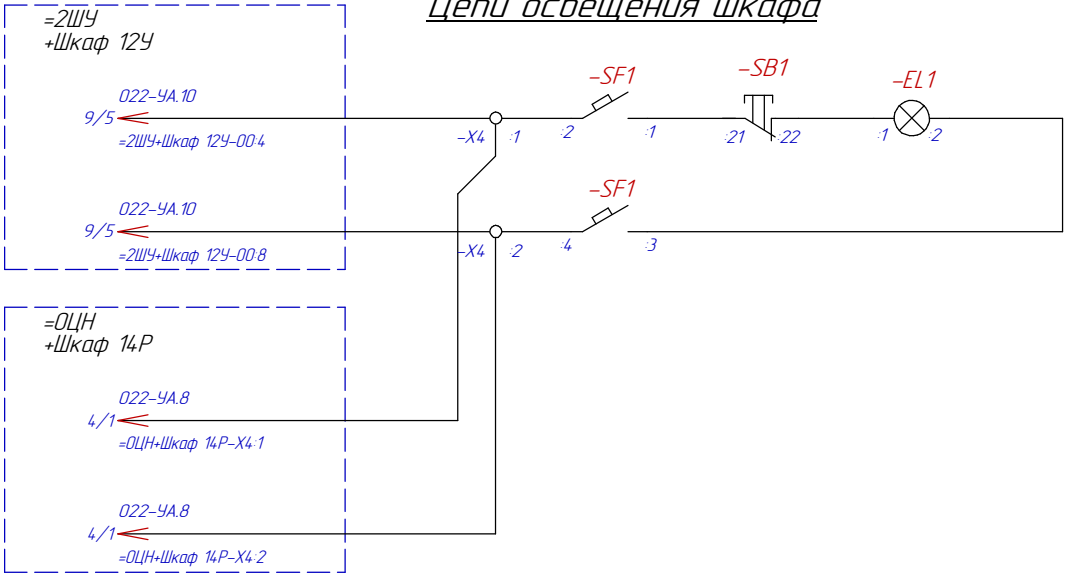 Цепи освещения шкафа
=2ШУ
+Шкаф 12У
022-УА.10
9/5
=2ШУ+Шкаф 12У-00:4
-X4 :1
:2
-SF1
:1
-SB1
:21 :22
-EL1
:1 :2
022-УА.10
9/5
=2ШУ+Шкаф 12У-00:8
-X4 :2
:4
-SF1
:3
=0ЦН
+Шкаф 14Р
022-УА.8
4/1
=0ЦН+Шкаф 14Р-X4:1
022-УА.8
4/1
=0ЦН+Шкаф 14Р-X4:2